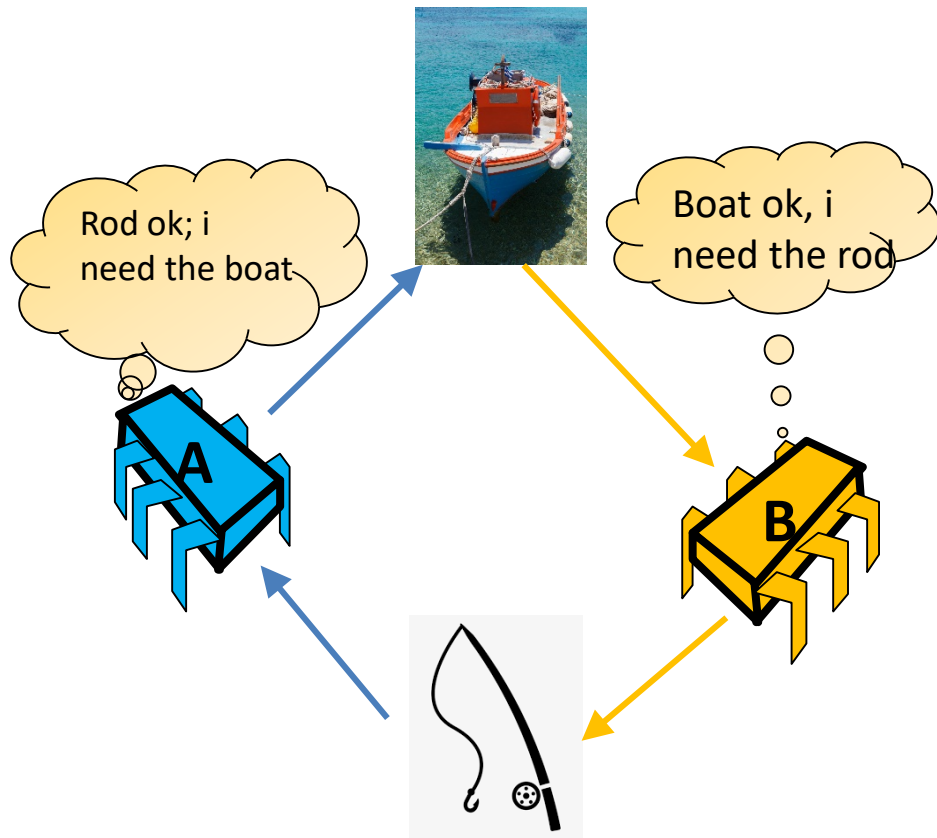 Rod ok; i
need the boat
Boat ok, i
need the rod
A
B